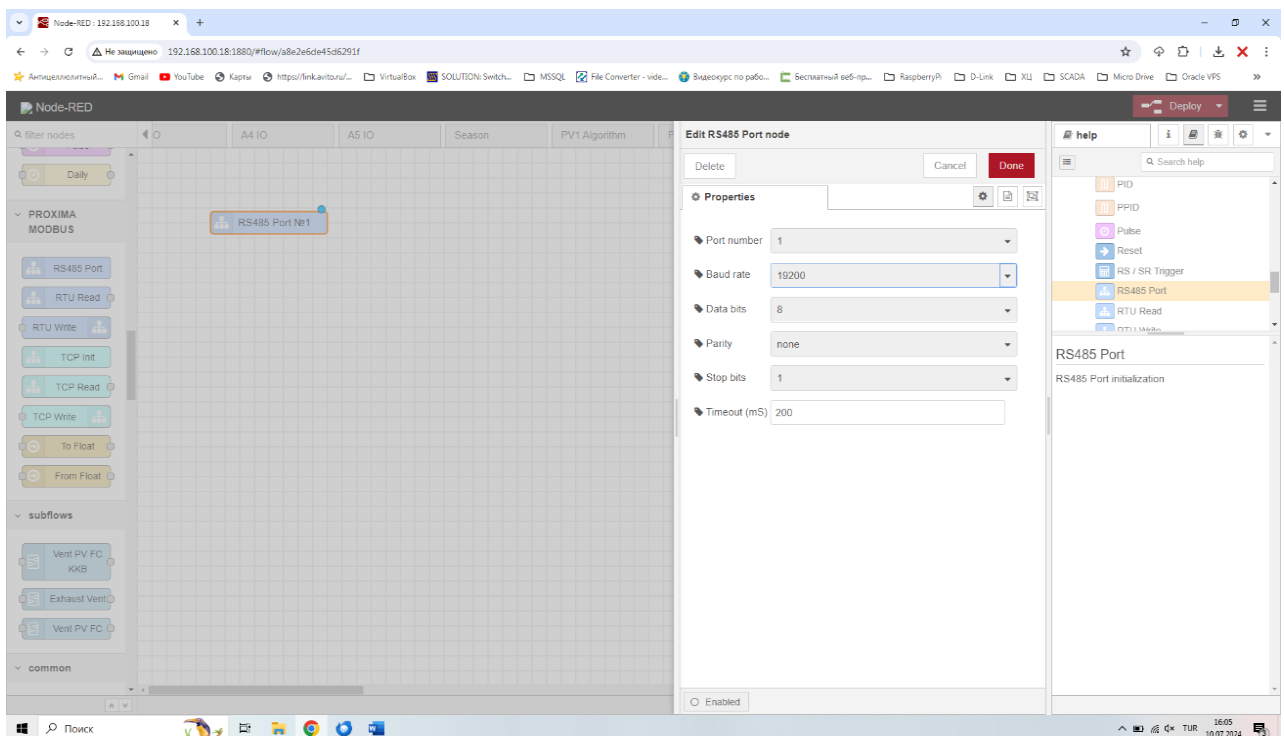 Node-RED : 192.168.100.18
Не защищено 192.168.100.18:1880/#flow/a8e2e6de45d6291f
Антицеллюлитный... Gmail YouTube Карты https://link.avito.ru/... VirtualBox SOLUTION: Switch... MSSQL File Converter - vide... Видеокурс по рабо... Бесплатный веб-пр... RaspberryPi D-Link ХЦ SCADA Micro Drive Oracle VPS »
Node-RED Deploy
filter nodes
Daily
PROXIMA
MODBUS
RS485 Port
RTU Read
RTU Write
TCP Init
TCP Read
TCP Write
To Float
From Float
subflows
Vent PV FC
KKB
Exhaust Vent
Vent PV FC
common
O A4 IO A5 IO Season PV1 Algorithm
RS485 Port №1
Edit RS485 Port node
Delete Cancel Done
Properties
Port number 1
Baud rate 19200
Data bits 8
Parity none
Stop bits 1
Timeout (mS) 200
Enabled
help
Search help
PID
PPID
Pulse
Reset
RS / SR Trigger
RS485 Port
RTU Read
RTU Write
RS485 Port
RS485 Port initialization
Поиск
TUR
16:05
10.07.2024